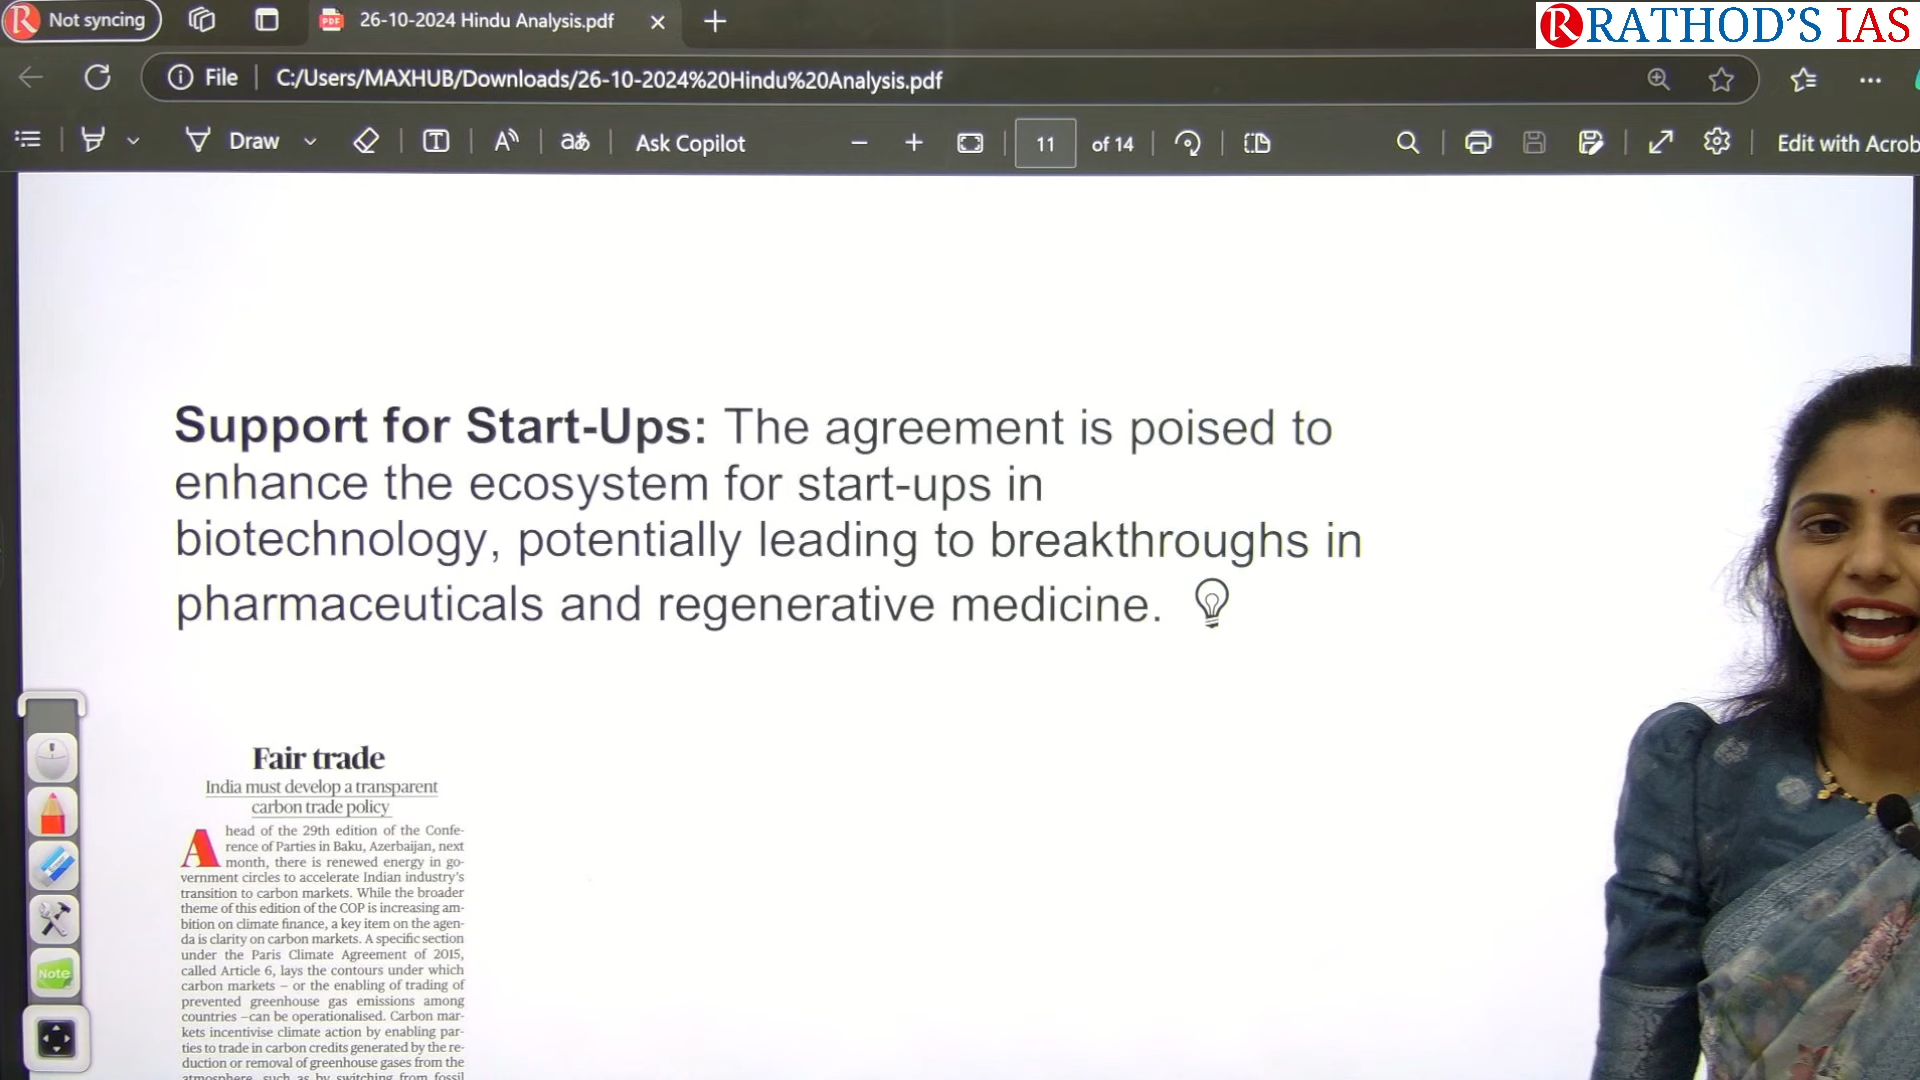 Not syncing
26-10-2024 Hindu Analysis.pdf
RATHOD'S IAS
File
C:/Users/MAXHUB/Downloads/26-10-2024%20Hindu%20Analysis.pdf
Draw
Ask Copilot
11 of 14
Edit with Acrob
Support for Start-Ups: The agreement is poised to
enhance the ecosystem for start-ups in
biotechnology, potentially leading to breakthroughs in
pharmaceuticals and regenerative medicine.
Fair trade
India must develop a transparent
carbon trade policy
Ahead of the 29th edition of the Confe-
rence of Parties in Baku, Azerbaijan, next
month, there is renewed energy in go-
vernment circles to accelerate Indian industry's
transition to carbon markets. While the broader
theme of this edition of the COP is increasing am-
bition on climate finance, a key item on the agen-
da is clarity on carbon markets. A specific section
under the Paris Climate Agreement of 2015,
called Article 6, lays the contours under which
carbon markets – or the enabling of trading of
prevented greenhouse gas emissions among
countries –can be operationalised. Carbon mar-
kets incentivise climate action by enabling par-
ties to trade in carbon credits generated by the re-
duction or removal of greenhouse gases from the
atmosphere, such as by switching from fossil
Note